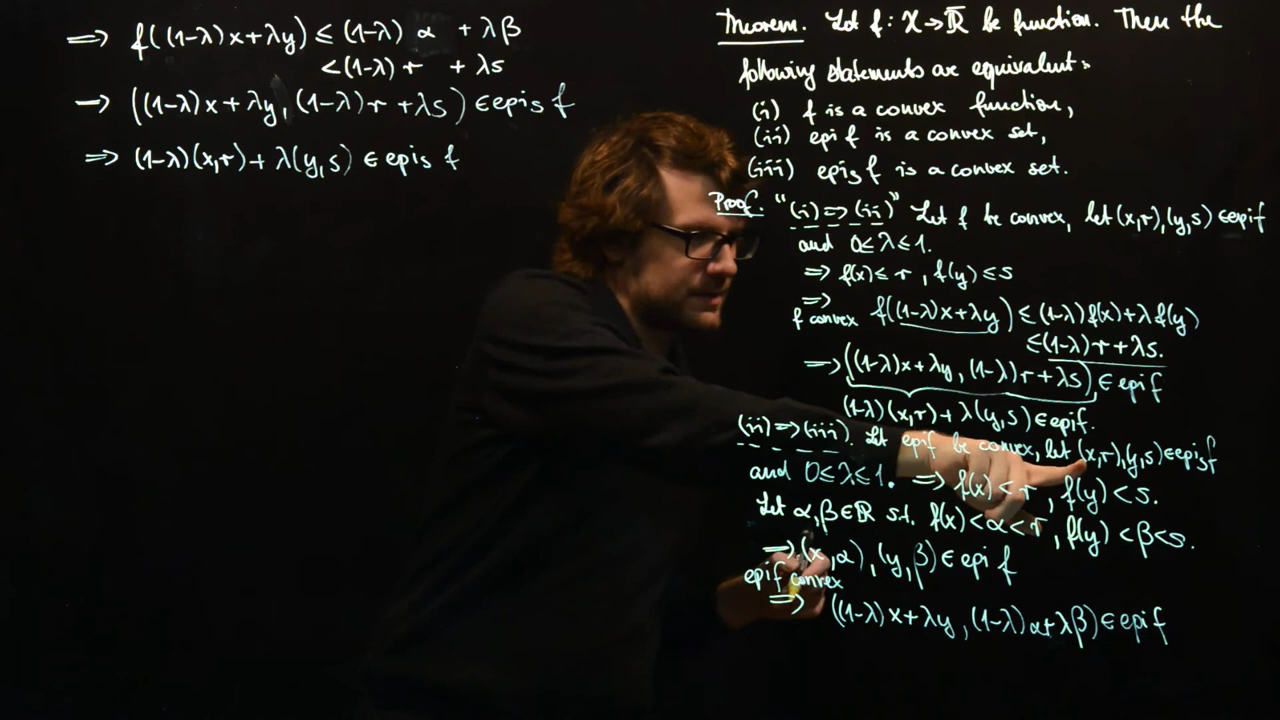 Theorem. Let f: X → R̄ be function. Then the
following statements are equivalent:
(i) f is a convex function,
(ii) epi f is a convex set,
(iii) epiₛ f is a convex set.
Proof. "(i) ⇒ (ii)" Let f be convex, let (x,r),(y,s) ∈ epi f
and 0 ≤ λ ≤ 1.
⇒ f(x) ≤ r, f(y) ≤ s
⇒ f convex f((1-λ)x+λy) ≤ (1-λ)f(x)+λf(y)
≤ (1-λ)r+λs.
⇒ ((1-λ)x+λy, (1-λ)r+λs) ∈ epi f
(1-λ)(x,r)+λ(y,s) ∈ epi f.
(ii) ⇒ (iii). Let epi f be convex, let (x,r),(y,s) ∈ epiₛ f
and 0 ≤ λ ≤ 1. ⇒ f(x) < r, f(y) < s.
Let α, β ∈ R s.t. f(x) < α < r, f(y) < β < s.
⇒ (x,α), (y,β) ∈ epi f
epi f convex
⇒ ((1-λ)x+λy, (1-λ)α+λβ) ∈ epi f
⇒ f((1-λ)x+λy) ≤ (1-λ)α + λβ
< (1-λ)r + λs
→ ((1-λ)x+λy, (1-λ)r+λs) ∈ epiₛ f
⇒ (1-λ)(x,r)+λ(y,s) ∈ epiₛ f